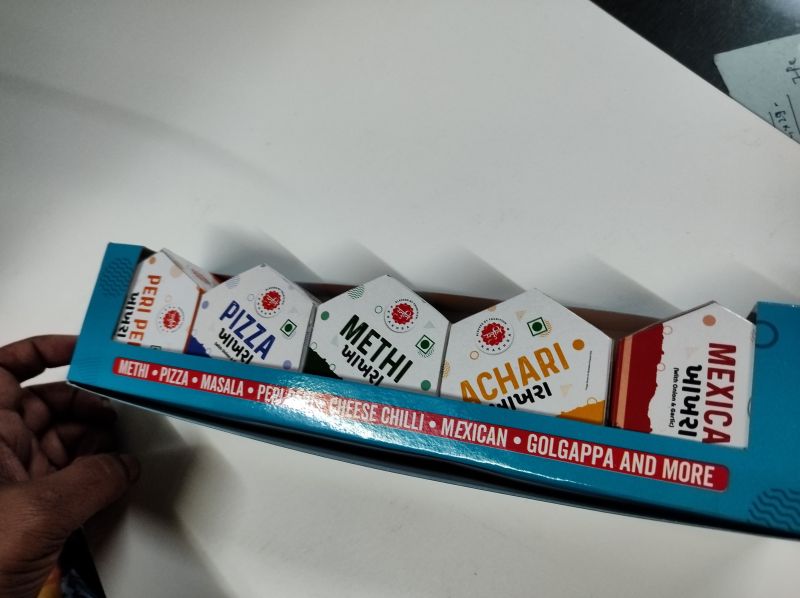 PERI PE
ખાખરા
PIZZA
ખાખરા
METHI
ખાખરા
ACHARI
ખાખરા
MEXICA
ખાખરા
(With Onion & Garlic)
METHI • PIZZA • MASALA • PERI CHEESE CHILLI • MEXICAN • GOLGAPPA AND MORE